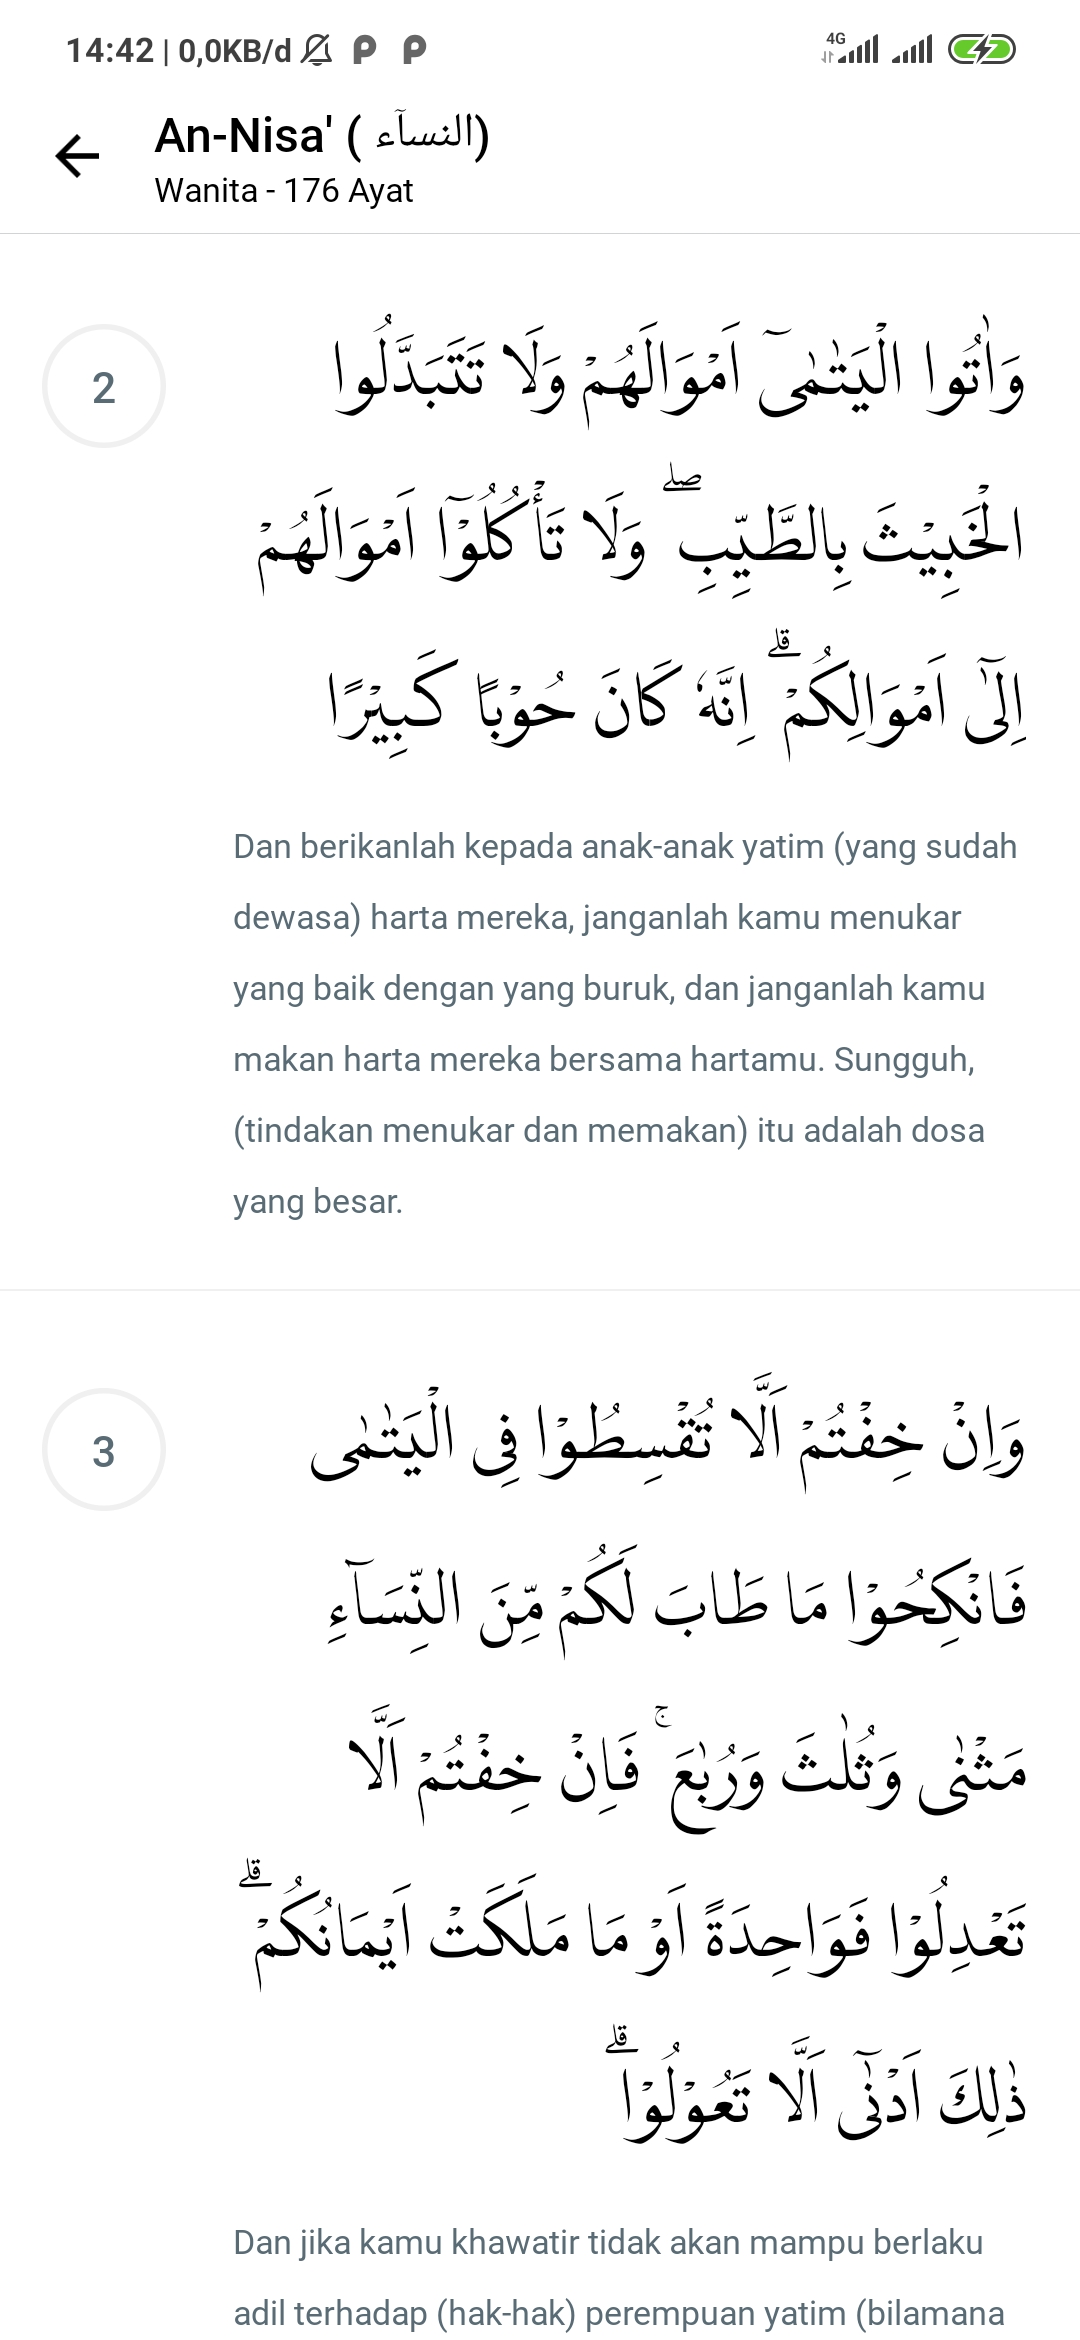 14:42 | 0,0KB/d
4G
An-Nisa' ( النسآء)
Wanita - 176 Ayat
2
وَاٰتُوا الْيَتٰمٰىٓ اَمْوَالَهُمْ وَلَا تَتَبَدَّلُوا
الْخَبِيْثَ بِالطَّيِّبِ ۖ وَلَا تَأْكُلُوْٓا اَمْوَالَهُمْ
اِلٰٓى اَمْوَالِكُمْ ۗ اِنَّهٗ كَانَ حُوْبًا كَبِيْرًا
Dan berikanlah kepada anak-anak yatim (yang sudah
dewasa) harta mereka, janganlah kamu menukar
yang baik dengan yang buruk, dan janganlah kamu
makan harta mereka bersama hartamu. Sungguh,
(tindakan menukar dan memakan) itu adalah dosa
yang besar.
3
وَاِنْ خِفْتُمْ اَلَّا تُقْسِطُوْا فِى الْيَتٰمٰى
فَانْكِحُوْا مَا طَابَ لَكُمْ مِّنَ النِّسَاۤءِ
مَثْنٰى وَثُلٰثَ وَرُبٰعَ ۚ فَاِنْ خِفْتُمْ اَلَّا
تَعْدِلُوْا فَوَاحِدَةً اَوْ مَا مَلَكَتْ اَيْمَانُكُمْ ۗ
ذٰلِكَ اَدْنٰٓى اَلَّا تَعُوْلُوْا ۗ
Dan jika kamu khawatir tidak akan mampu berlaku
adil terhadap (hak-hak) perempuan yatim (bilamana